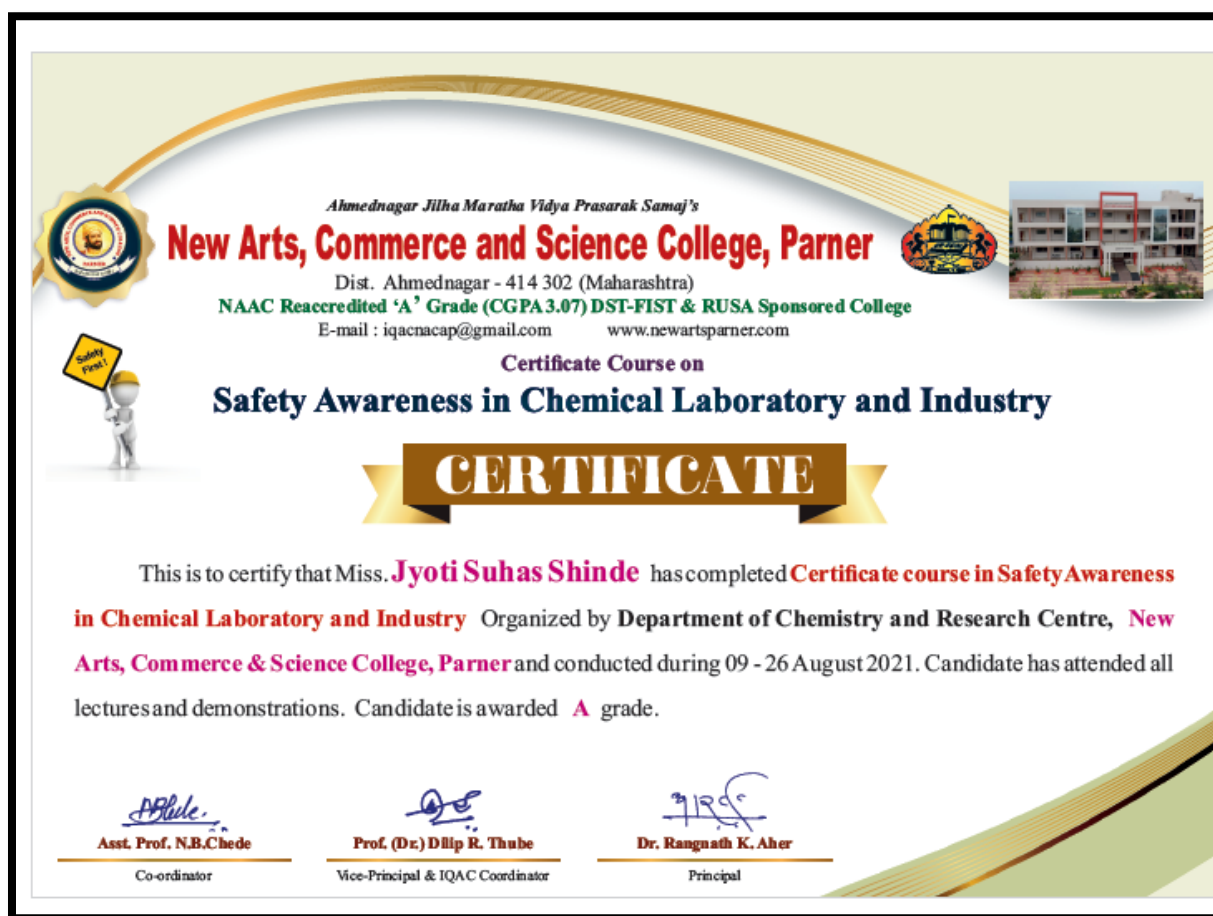 Ahmednagar Jilha Maratha Vidya Prasarak Samaj's
New Arts, Commerce and Science College, Parner
Dist. Ahmednagar - 414 302 (Maharashtra)
NAAC Reaccredited 'A' Grade (CGPA 3.07) DST-FIST & RUSA Sponsored College
E-mail : iqacnacap@gmail.com www.newartsparner.com
Safety
First !
Certificate Course on
Safety Awareness in Chemical Laboratory and Industry
CERTIFICATE
This is to certify that Miss. Jyoti Suhas Shinde has completed Certificate course in Safety Awareness
in Chemical Laboratory and Industry Organized by Department of Chemistry and Research Centre, New
Arts, Commerce & Science College, Parner and conducted during 09 - 26 August 2021. Candidate has attended all
lectures and demonstrations. Candidate is awarded A grade.
Asst. Prof. N.B.Chede
Co-ordinator
Prof. (Dr.) Dilip R. Thube
Vice-Principal & IQAC Coordinator
Dr. Rangnath K. Aher
Principal